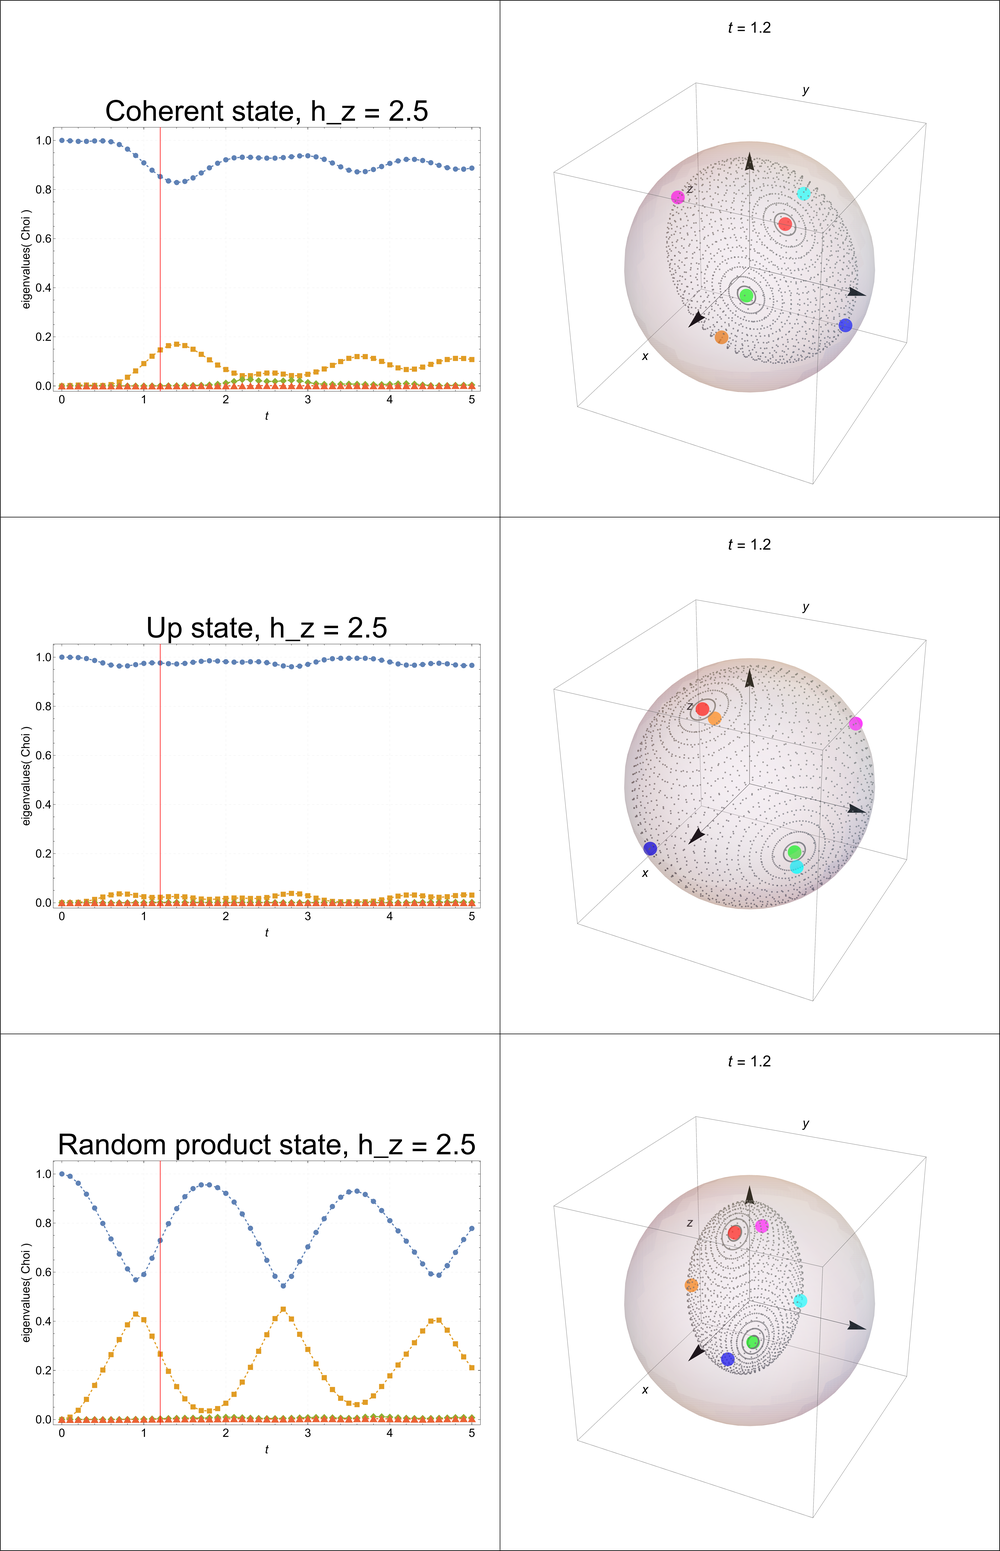 t = 1.2
y
Coherent state, h_z = 2.5
1.0
0.8
0.6
0.4
0.2
0.0
eigenvalues( Choi )
0 1 2 3 4 5
t
z
x
t = 1.2
y
Up state, h_z = 2.5
1.0
0.8
0.6
0.4
0.2
0.0
eigenvalues( Choi )
0 1 2 3 4 5
t
z
x
t = 1.2
y
Random product state, h_z = 2.5
1.0
0.8
0.6
0.4
0.2
0.0
eigenvalues( Choi )
0 1 2 3 4 5
t
z
x